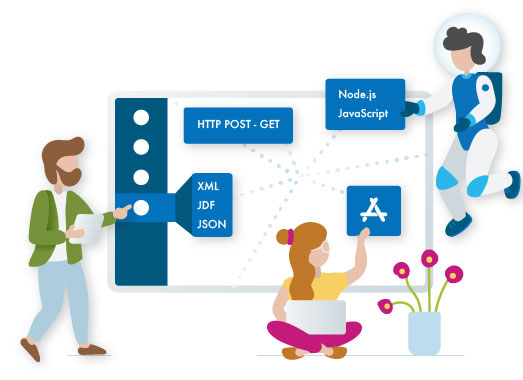 Node.js
JavaScript
HTTP POST - GET
XML
JDF
JSON